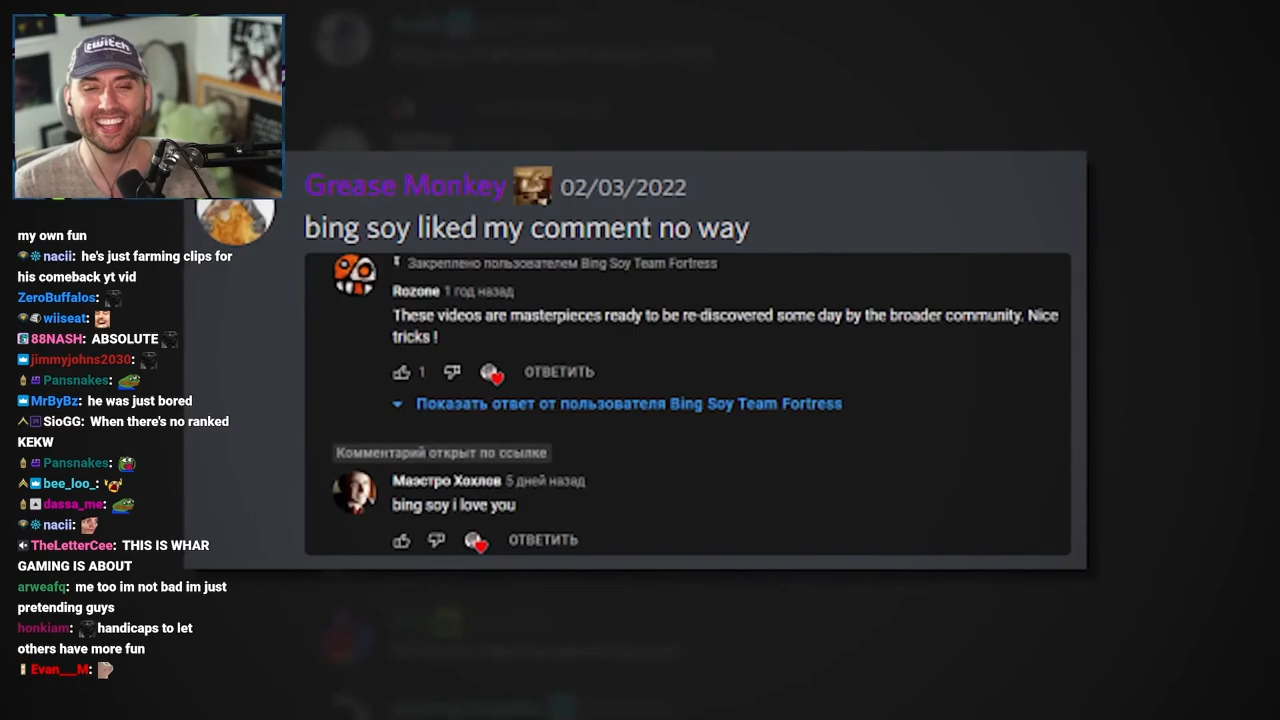 twitch
my own fun
nacii: he's just farming clips for
his comeback yt vid
ZeroBuffalos:
wiiseat:
88NASH: ABSOLUTE
jimmyjohns2030:
Pansnakes:
MrByBz: he was just bored
SioGG: When there's no ranked
KEKW
Pansnakes:
bee_loo_:
dassa_me:
nacii:
TheLetterCee: THIS IS WHAR
GAMING IS ABOUT
arweafq: me too im not bad im just
pretending guys
honkiam: handicaps to let
others have more fun
Evan___M:
Grease Monkey 02/03/2022
bing soy liked my comment no way
Закреплено пользователем Bing Soy Team Fortress
Rozone 1 год назад
These videos are masterpieces ready to be re-discovered some day by the broader community. Nice
tricks !
1 ОТВЕТИТЬ
Показать ответ от пользователя Bing Soy Team Fortress
Комментарий открыт по ссылке
Маэстро Хохлов 5 дней назад
bing soy i love you
ОТВЕТИТЬ